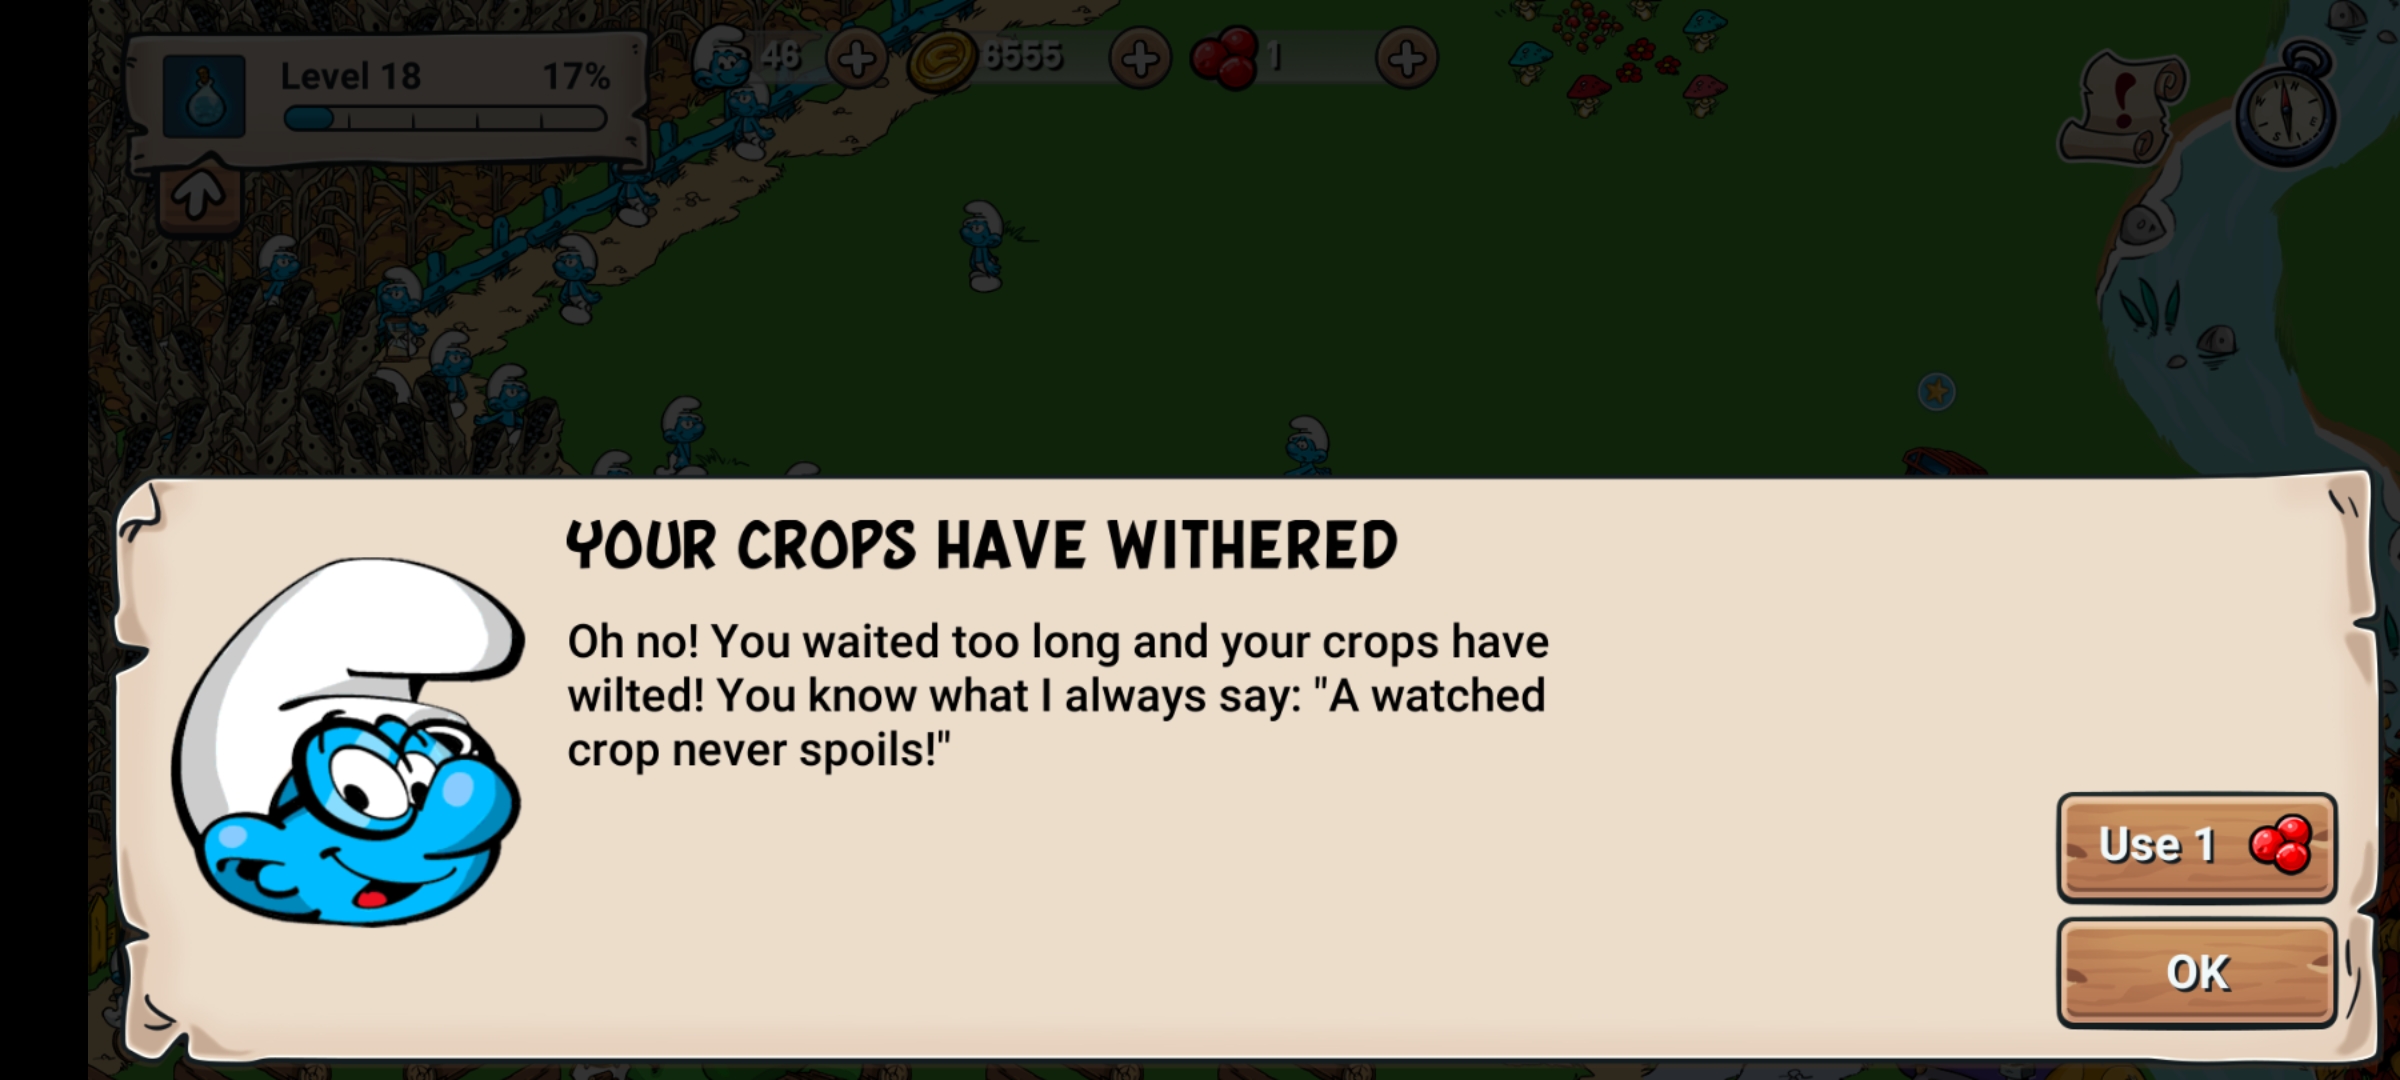 Level 18 17%
46
8555
1
YOUR CROPS HAVE WITHERED
Oh no! You waited too long and your crops have
wilted! You know what I always say: "A watched
crop never spoils!"
Use 1
OK